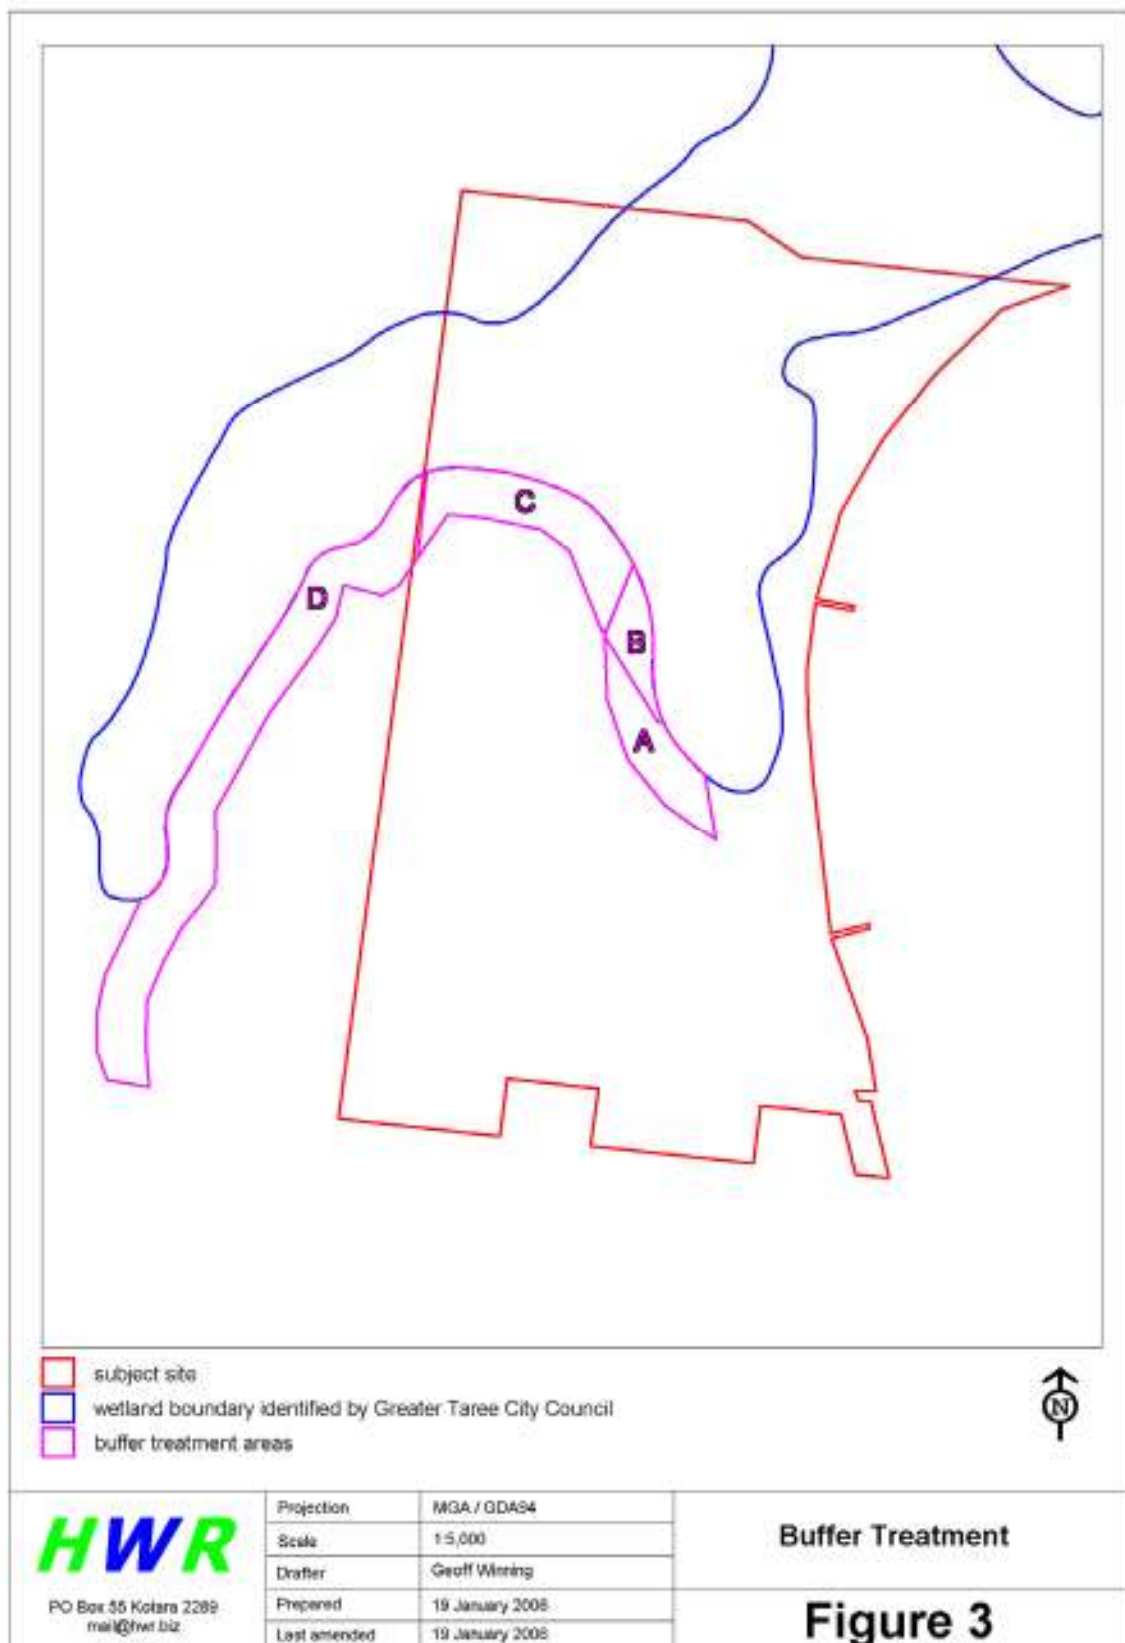 C
D
B
A
subject site
wetland boundary identified by Greater Taree City Council
buffer treatment areas
N
HWR
PO Box 55 Kotara 2289
mail@hwr.biz
Projection MGA / GDA94
Scale 1:5,000
Drafter Geoff Winning
Prepared 19 January 2008
Last amended 19 January 2008
Buffer Treatment
Figure 3